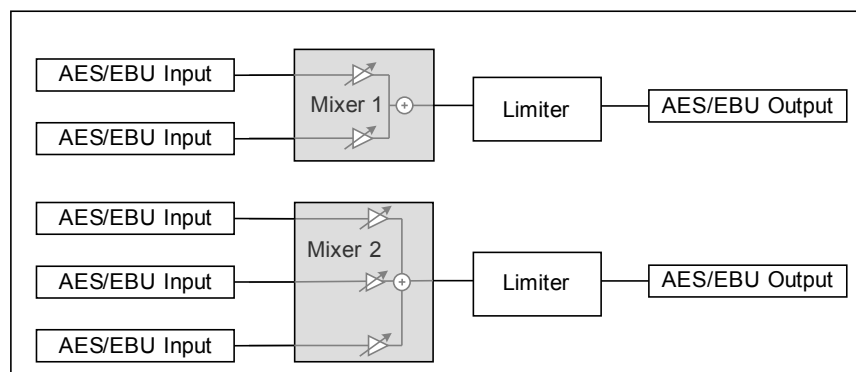 AES/EBU Input
AES/EBU Input
Mixer 1
Limiter
AES/EBU Output
AES/EBU Input
AES/EBU Input
AES/EBU Input
Mixer 2
Limiter
AES/EBU Output